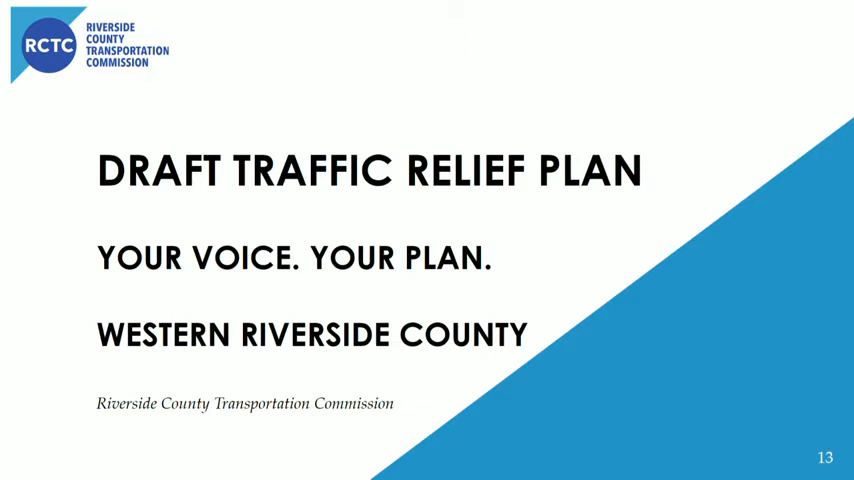 RCTC
RIVERSIDE
COUNTY
TRANSPORTATION
COMMISSION
DRAFT TRAFFIC RELIEF PLAN
YOUR VOICE. YOUR PLAN.
WESTERN RIVERSIDE COUNTY
Riverside County Transportation Commission
13